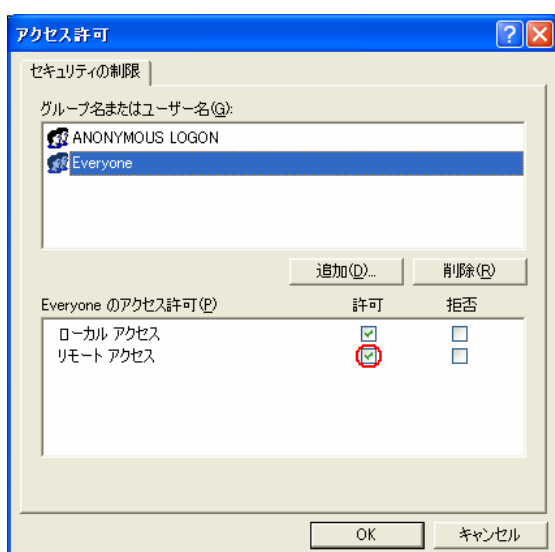 アクセス許可
セキュリティの制限
グループ名またはユーザー名(G):
ANONYMOUS LOGON
Everyone
追加(D)... 削除(R)
Everyone のアクセス許可(P) 許可 拒否
ローカル アクセス
リモート アクセス
OK キャンセル